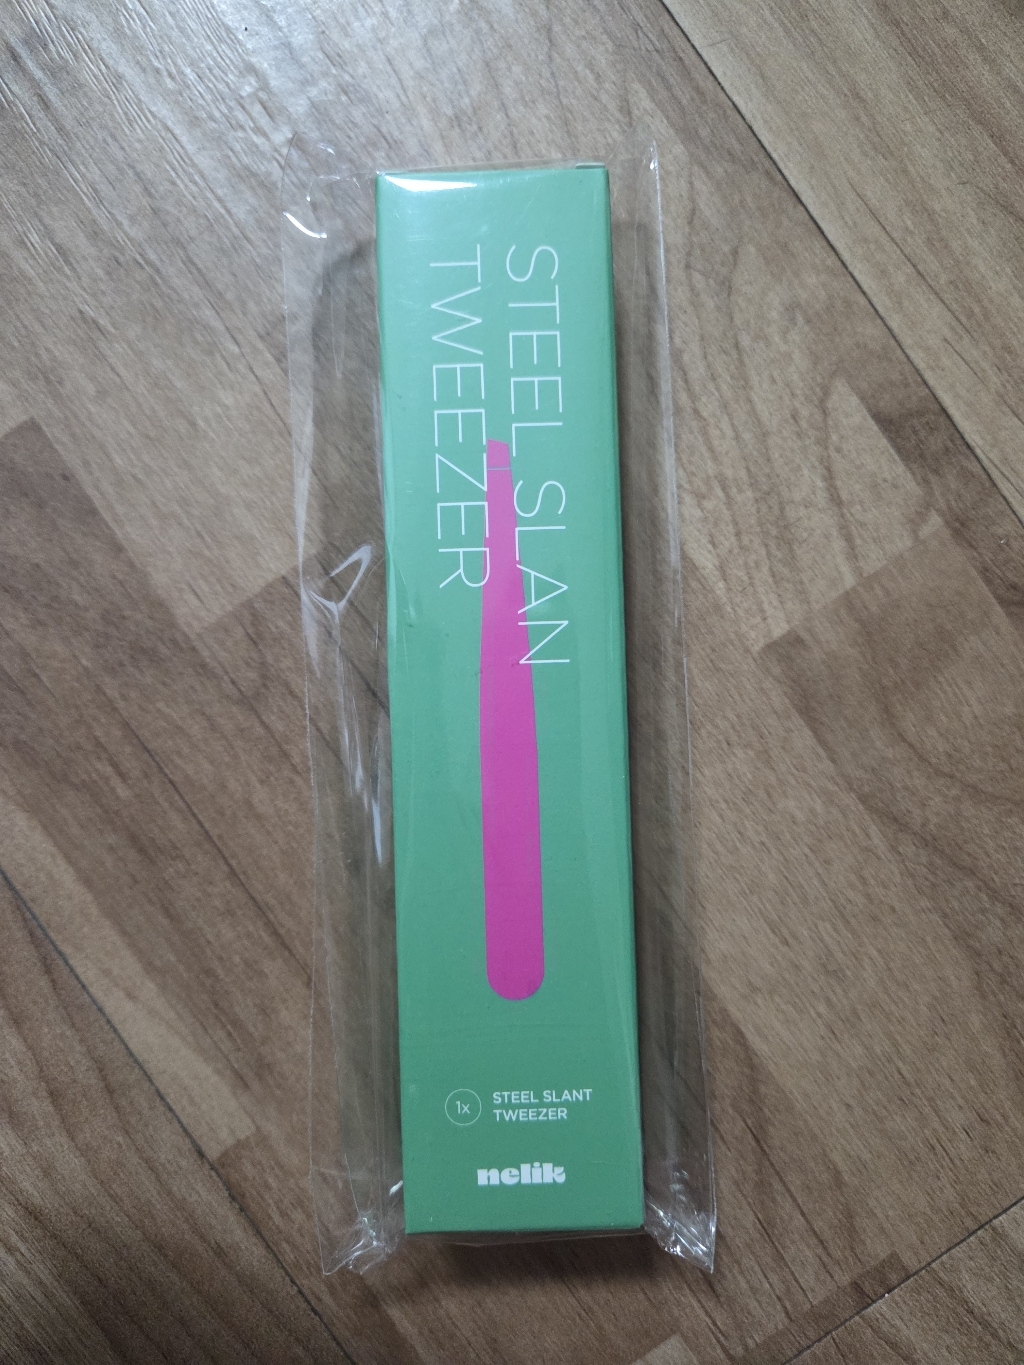 STEEL SLAN
TWEEZER
1x
STEEL SLANT
TWEEZER
nelik